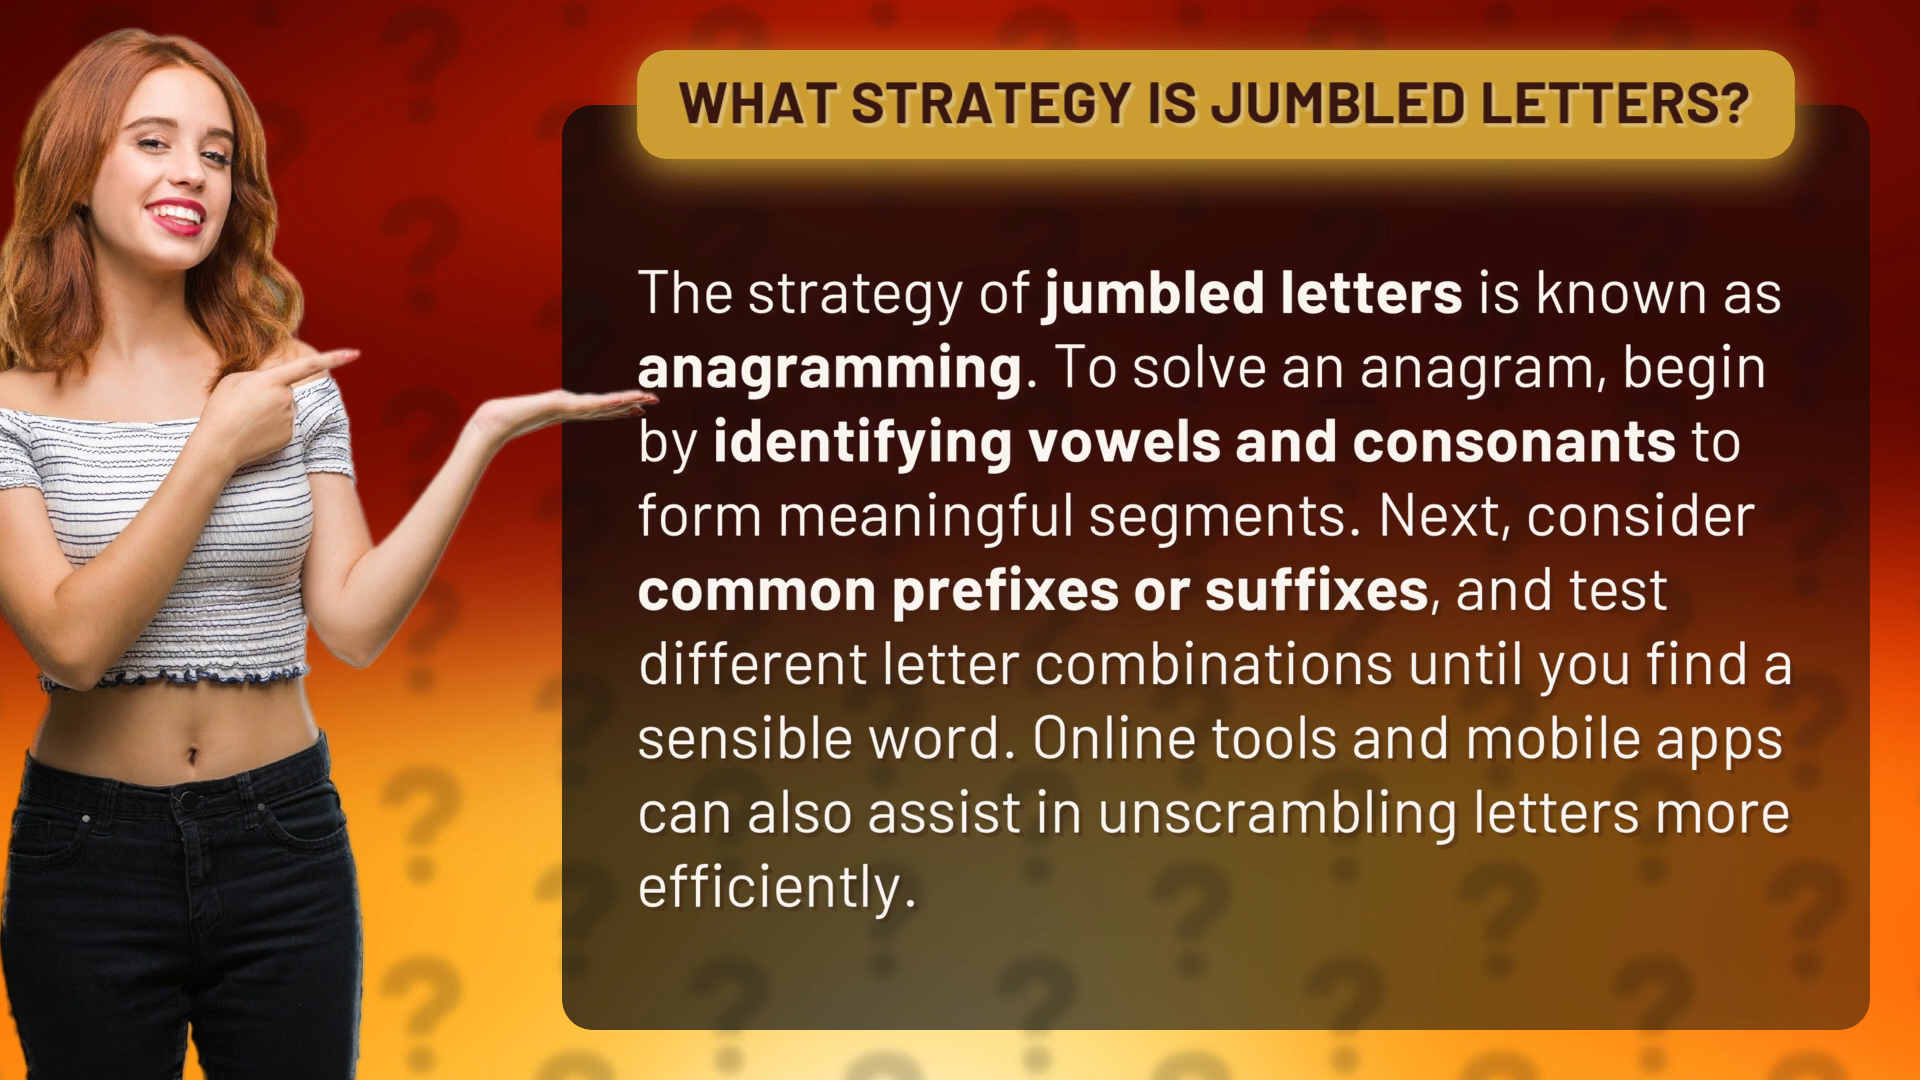 WHAT STRATEGY IS JUMBLED LETTERS?
The strategy of jumbled letters is known as
anagramming. To solve an anagram, begin
by identifying vowels and consonants to
form meaningful segments. Next, consider
common prefixes or suffixes, and test
different letter combinations until you find a
sensible word. Online tools and mobile apps
can also assist in unscrambling letters more
efficiently.